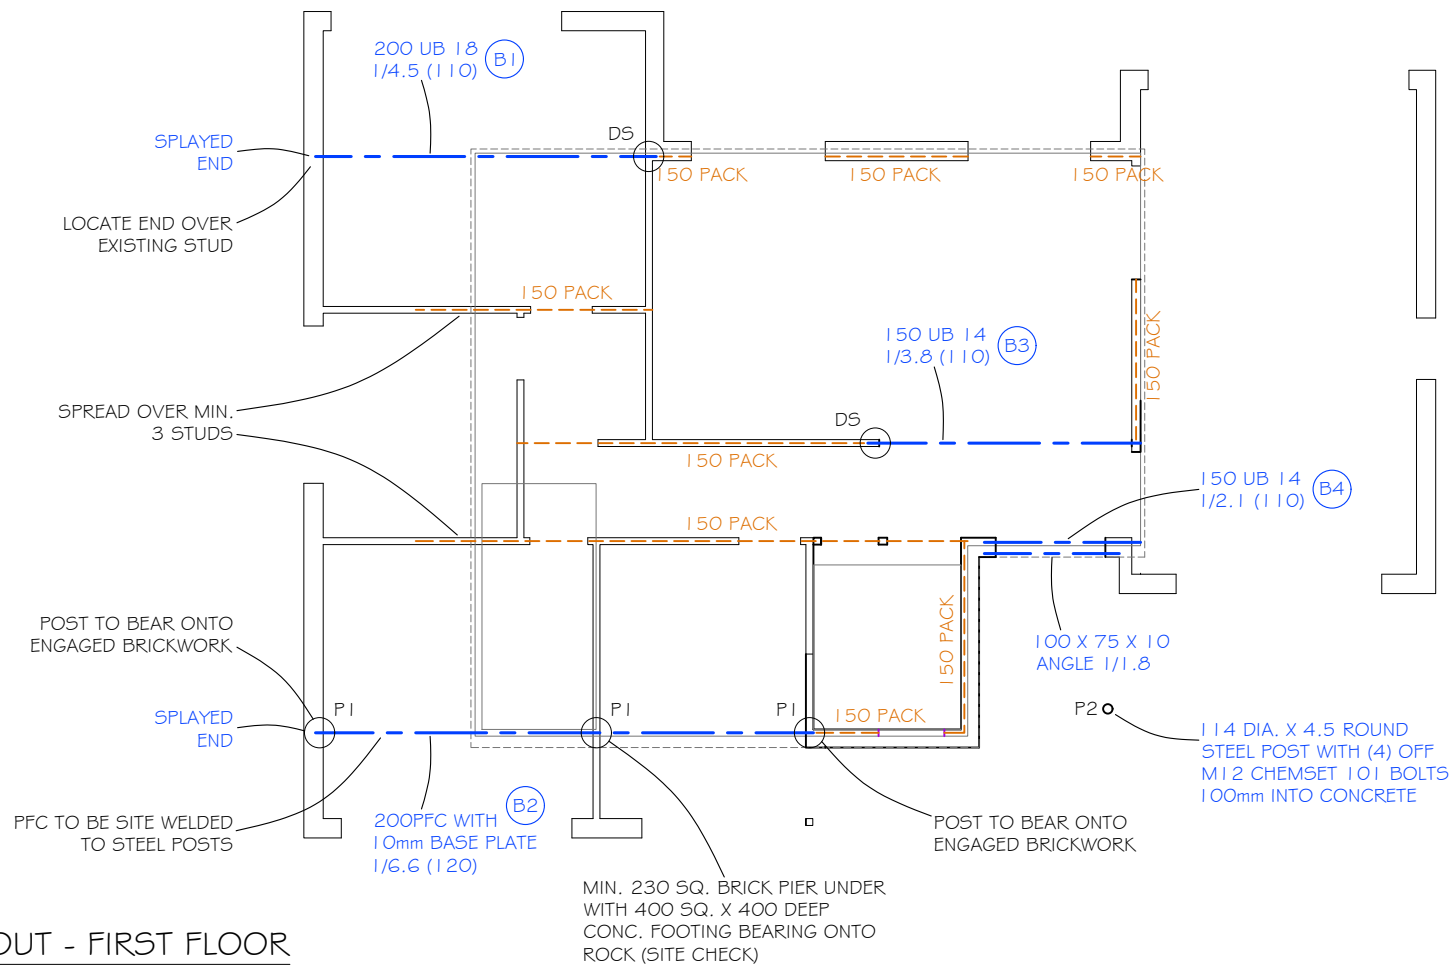 200 UB 18
1/4.5 (110)
B1
SPLAYED
END
DS
150 PACK
150 PACK
150 PACK
LOCATE END OVER
EXISTING STUD
150 PACK
150 UB 14
1/3.8 (110)
B3
150 PACK
SPREAD OVER MIN.
3 STUDS
DS
150 PACK
150 UB 14
1/2.1 (110)
B4
150 PACK
POST TO BEAR ONTO
ENGAGED BRICKWORK
150 PACK
100 X 75 X 10
ANGLE 1/1.8
SPLAYED
END
P1
P1
P1
150 PACK
P2
114 DIA. X 4.5 ROUND
STEEL POST WITH (4) OFF
M12 CHEMSET 101 BOLTS
100mm INTO CONCRETE
PFC TO BE SITE WELDED
TO STEEL POSTS
200PFC WITH
10mm BASE PLATE
1/6.6 (120)
B2
POST TO BEAR ONTO
ENGAGED BRICKWORK
MIN. 230 SQ. BRICK PIER UNDER
WITH 400 SQ. X 400 DEEP
CONC. FOOTING BEARING ONTO
ROCK (SITE CHECK)
OUT - FIRST FLOOR